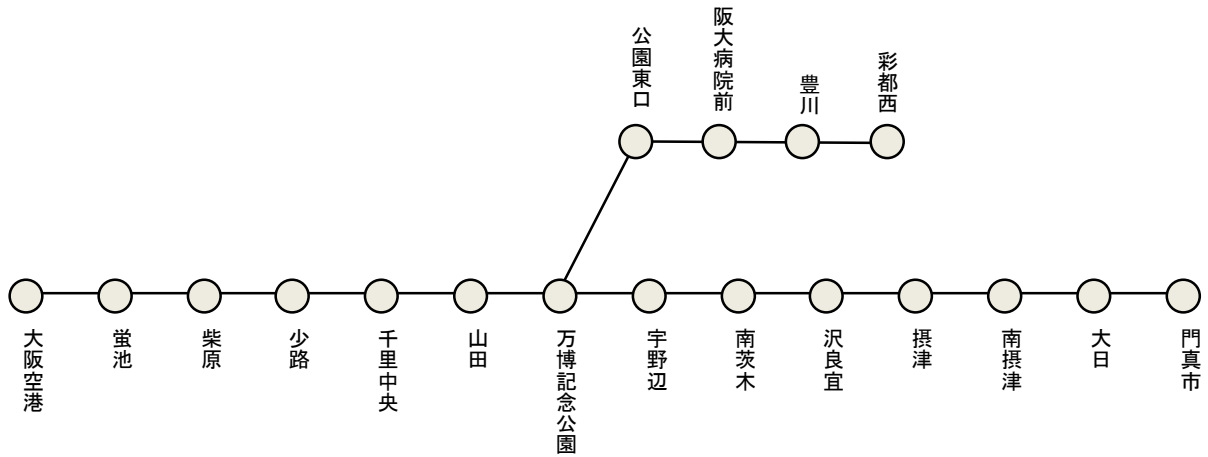 公園東口
阪大病院前
豊川
彩都西
大阪空港
蛍池
柴原
少路
千里中央
山田
万博記念公園
宇野辺
南茨木
沢良宜
摂津
南摂津
大日
門真市